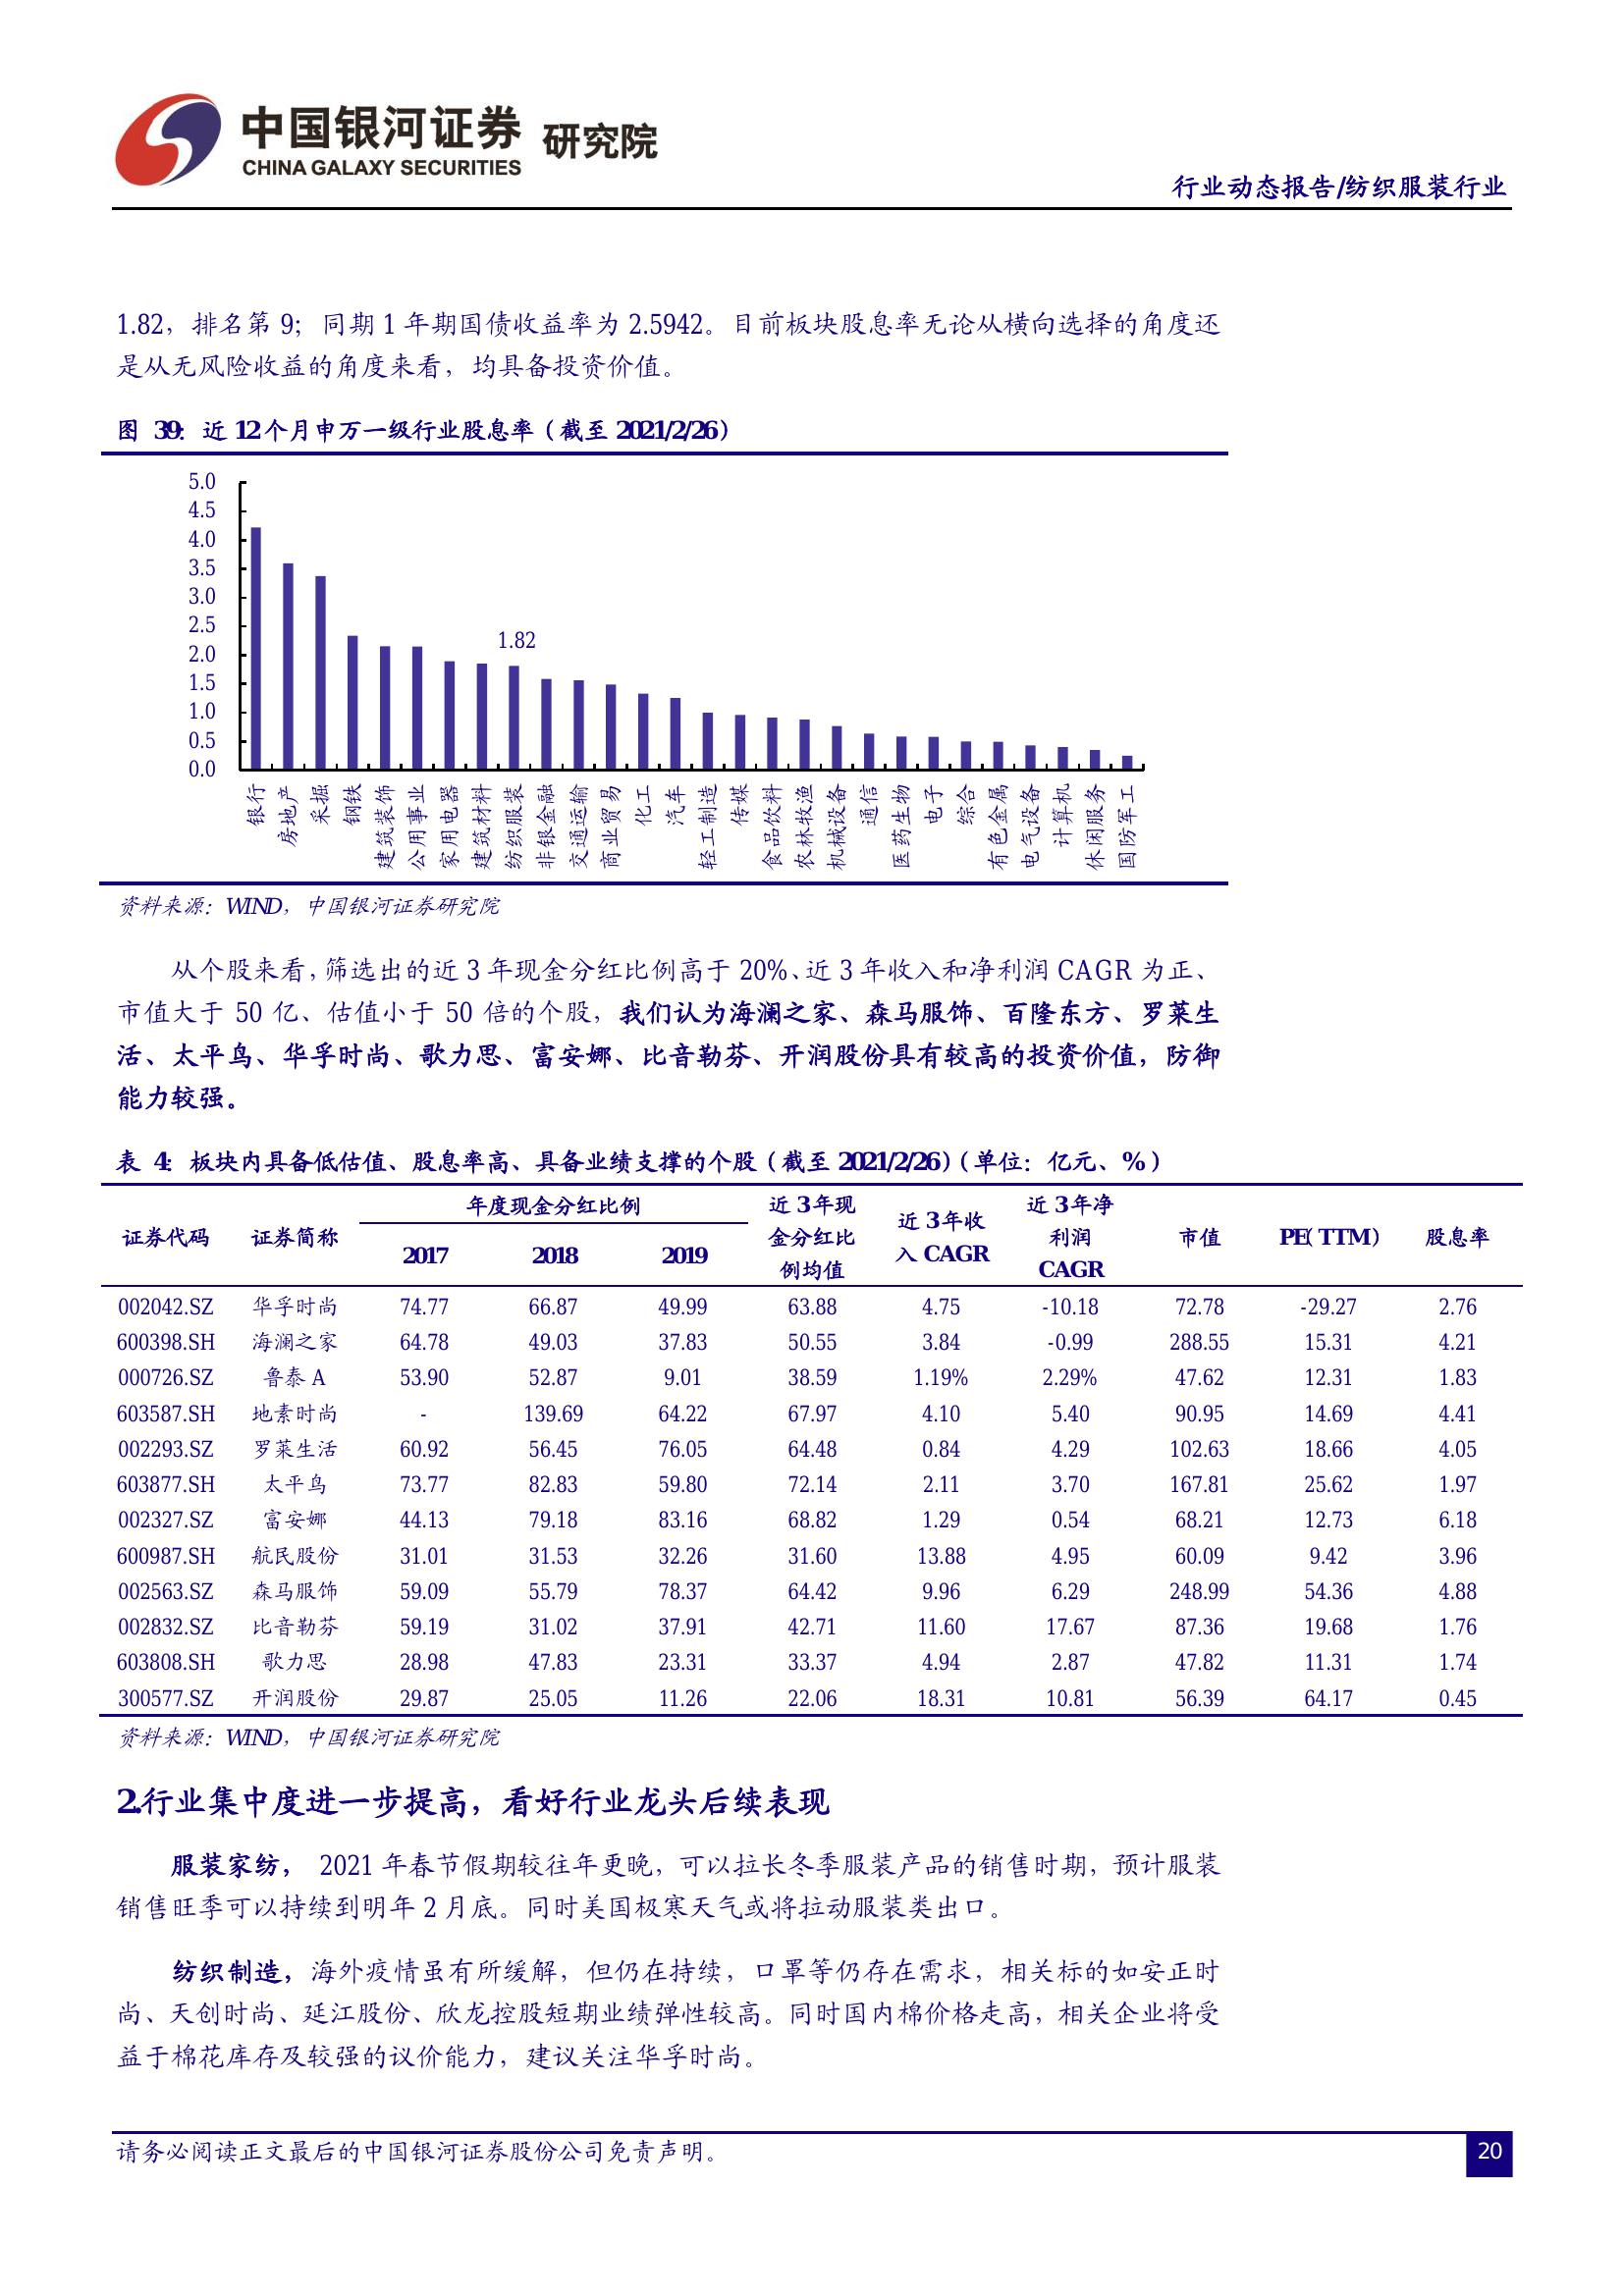 中国银河证券 研究院
CHINA GALAXY SECURITIES
行业动态报告/纺织服装行业
1.82，排名第 9；同期 1 年期国债收益率为 2.5942。目前板块股息率无论从横向选择的角度还
是从无风险收益的角度来看，均具备投资价值。
图 39：近 12 个月申万一级行业股息率（截至 2021/2/26）
5.0
4.5
4.0
3.5
3.0
2.5
2.0
1.5
1.0
0.5
0.0
1.82
银行
房地产
采掘
钢铁
建筑装饰
公用事业
家用电器
建筑材料
纺织服装
非银金融
交通运输
商业贸易
化工
汽车
轻工制造
传媒
食品饮料
农林牧渔
机械设备
通信
医药生物
电子
综合
有色金属
电气设备
计算机
休闲服务
国防军工
资料来源：WIND，中国银河证券研究院
从个股来看，筛选出的近 3 年现金分红比例高于 20%、近 3 年收入和净利润 CAGR 为正、
市值大于 50 亿、估值小于 50 倍的个股，我们认为海澜之家、森马服饰、百隆东方、罗莱生
活、太平鸟、华孚时尚、歌力思、富安娜、比音勒芬、开润股份具有较高的投资价值，防御
能力较强。
表 4：板块内具备低估值、股息率高、具备业绩支撑的个股（截至 2021/2/26）（单位：亿元、%）
证券代码 证券简称 年度现金分红比例 2017 2018 2019 近 3 年现金分红比例均值 近 3 年收入 CAGR 近 3 年净利润 CAGR 市值 PE（TTM） 股息率
002042.SZ 华孚时尚 74.77 66.87 49.99 63.88 4.75 -10.18 72.78 -29.27 2.76
600398.SH 海澜之家 64.78 49.03 37.83 50.55 3.84 -0.99 288.55 15.31 4.21
000726.SZ 鲁泰 A 53.90 52.87 9.01 38.59 1.19% 2.29% 47.62 12.31 1.83
603587.SH 地素时尚 - 139.69 64.22 67.97 4.10 5.40 90.95 14.69 4.41
002293.SZ 罗莱生活 60.92 56.45 76.05 64.48 0.84 4.29 102.63 18.66 4.05
603877.SH 太平鸟 73.77 82.83 59.80 72.14 2.11 3.70 167.81 25.62 1.97
002327.SZ 富安娜 44.13 79.18 83.16 68.82 1.29 0.54 68.21 12.73 6.18
600987.SH 航民股份 31.01 31.53 32.26 31.60 13.88 4.95 60.09 9.42 3.96
002563.SZ 森马服饰 59.09 55.79 78.37 64.42 9.96 6.29 248.99 54.36 4.88
002832.SZ 比音勒芬 59.19 31.02 37.91 42.71 11.60 17.67 87.36 19.68 1.76
603808.SH 歌力思 28.98 47.83 23.31 33.37 4.94 2.87 47.82 11.31 1.74
300577.SZ 开润股份 29.87 25.05 11.26 22.06 18.31 10.81 56.39 64.17 0.45
资料来源：WIND，中国银河证券研究院
2.行业集中度进一步提高，看好行业龙头后续表现
服装家纺， 2021 年春节假期较往年更晚，可以拉长冬季服装产品的销售时期，预计服装
销售旺季可以持续到明年 2 月底。同时美国极寒天气或将拉动服装类出口。
纺织制造，海外疫情虽有所缓解，但仍在持续，口罩等仍存在需求，相关标的如安正时
尚、天创时尚、延江股份、欣龙控股短期业绩弹性较高。同时国内棉价格走高，相关企业将受
益于棉花库存及较强的议价能力，建议关注华孚时尚。
请务必阅读正文最后的中国银河证券股份公司免责声明。
20